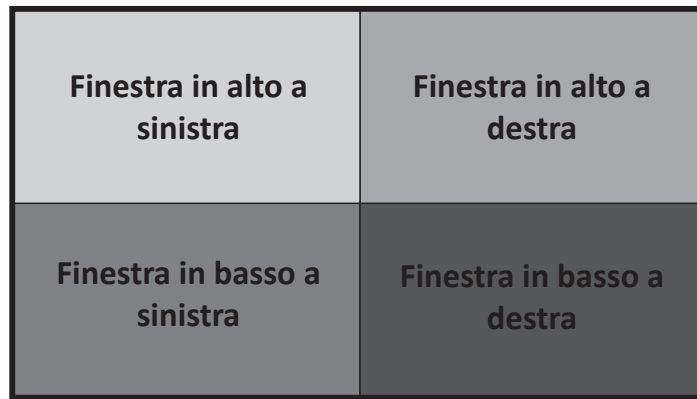 Finestra in alto a
sinistra
Finestra in alto a
destra
Finestra in basso a
sinistra
Finestra in basso a
destra